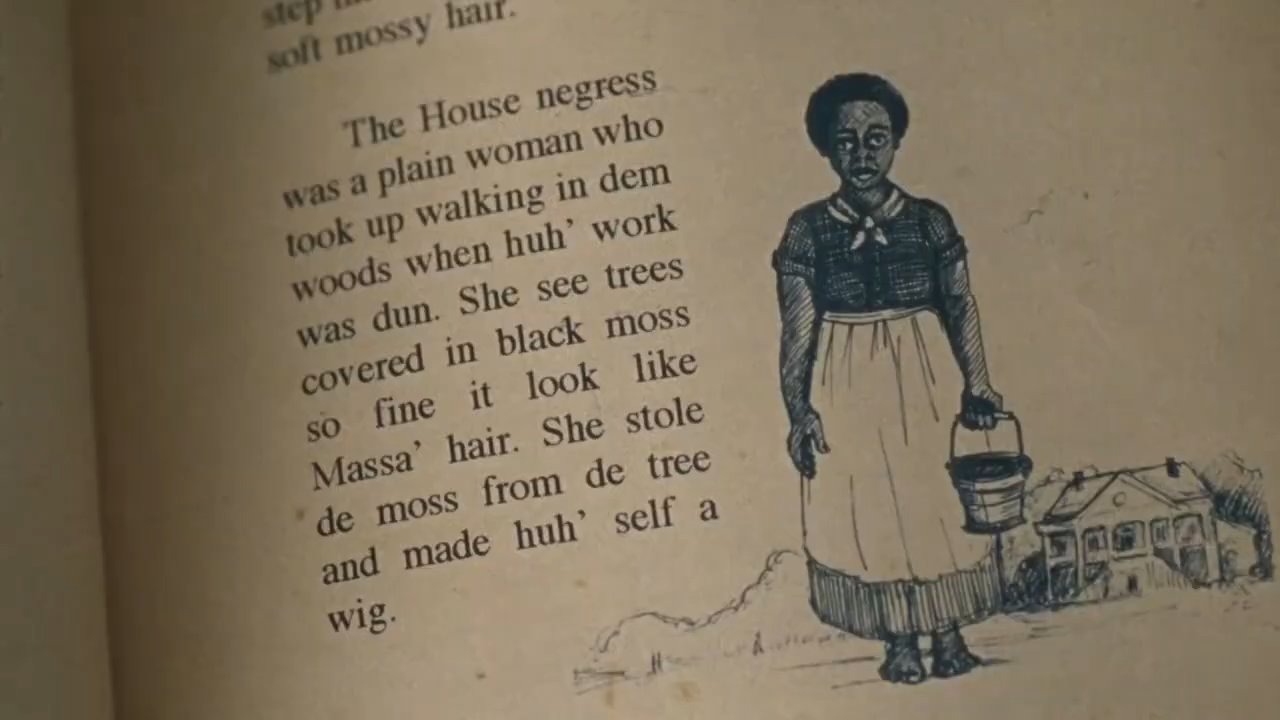 step
soft mossy hair.
The House negress
was a plain woman who
took up walking in dem
woods when huh' work
was dun. She see trees
covered in black moss
so fine it look like
Massa' hair. She stole
de moss from de tree
and made huh' self a
wig.